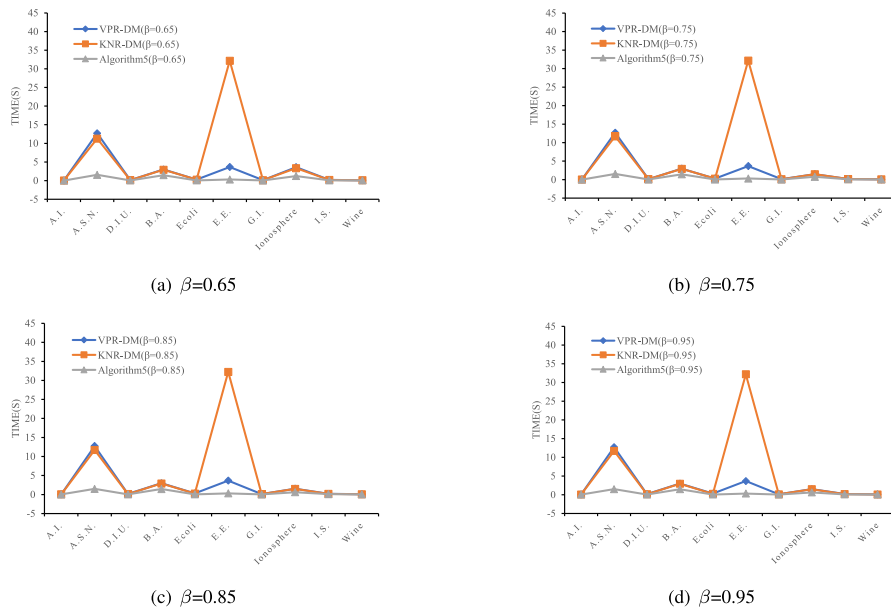 45
40
35
30
25
20
15
10
5
0
-5
TIME(S)
VPR-DM(β=0.65)
KNR-DM(β=0.65)
Algorithm5(β=0.65)
A.I.
A.S.N.
D.I.U.
B.A.
Ecoli
E.E.
G.I.
Ionosphere
I.S.
Wine
(a) β=0.65
45
40
35
30
25
20
15
10
5
0
-5
TIME(S)
VPR-DM(β=0.75)
KNR-DM(β=0.75)
Algorithm5(β=0.75)
A.I.
A.S.N.
D.I.U.
B.A.
Ecoli
E.E.
G.I.
Ionosphere
I.S.
Wine
(b) β=0.75
45
40
35
30
25
20
15
10
5
0
-5
TIME(S)
VPR-DM(β=0.85)
KNR-DM(β=0.85)
Algorithm5(β=0.85)
A.I.
A.S.N.
D.I.U.
B.A.
Ecoli
E.E.
G.I.
Ionosphere
I.S.
Wine
(c) β=0.85
45
40
35
30
25
20
15
10
5
0
-5
TIME(S)
VPR-DM(β=0.95)
KNR-DM(β=0.95)
Algorithm5(β=0.95)
A.I.
A.S.N.
D.I.U.
B.A.
Ecoli
E.E.
G.I.
Ionosphere
I.S.
Wine
(d) β=0.95